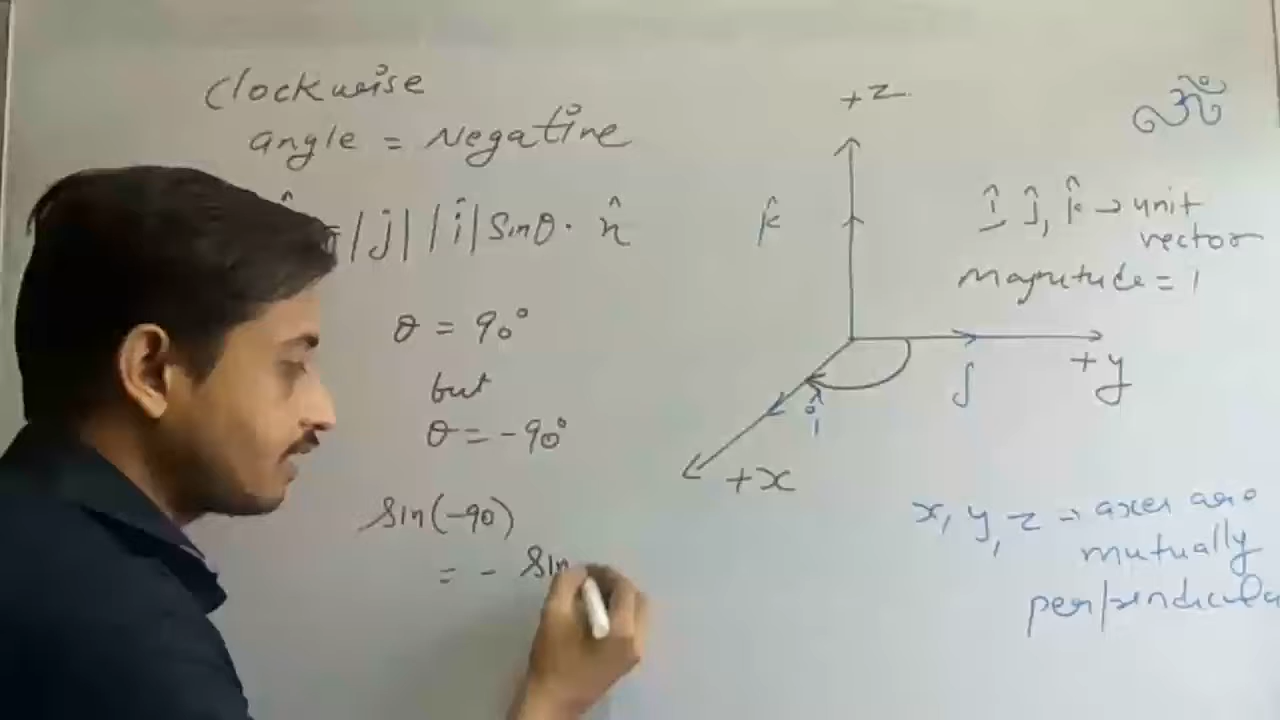 Clockwise
angle = Negative
|j| |î| sinθ · n̂
θ = 90°
but
θ = -90°
sin(-90)
= - sin
+z
k̂
+y
j
î
+x
ॐ
î ĵ, k̂ → unit
vector
magnitude = 1
x, y, z → axes are
mutually
perpendicular